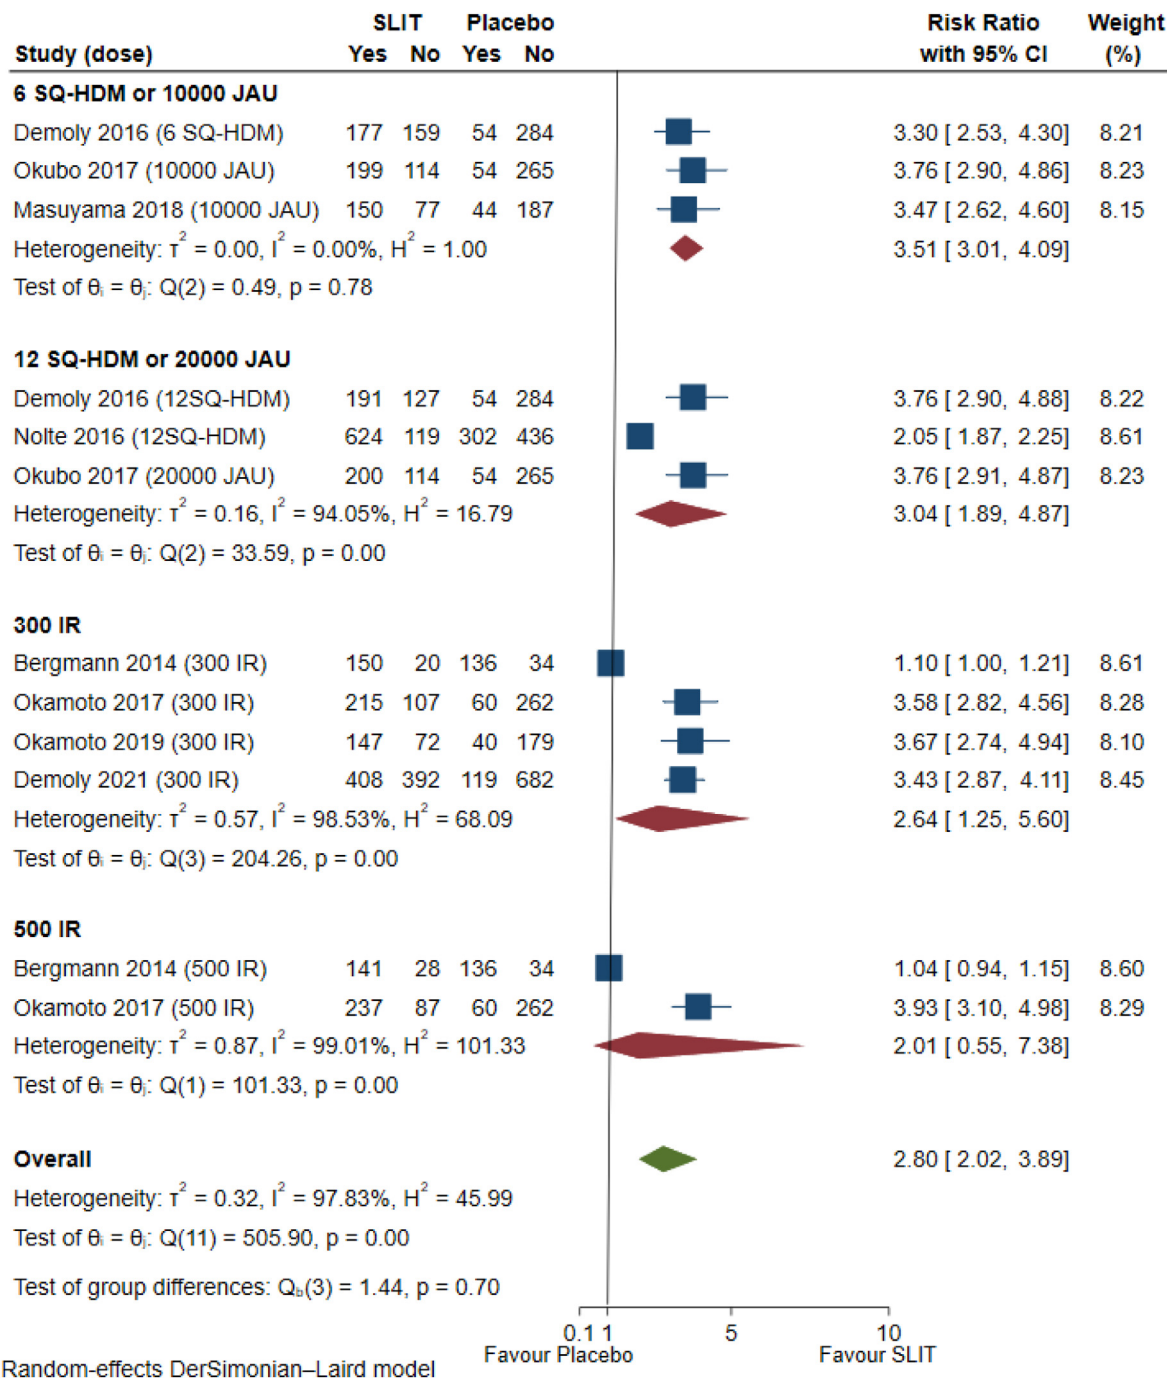 SLIT Placebo Risk Ratio Weight
Study (dose) Yes No Yes No with 95% CI (%)
6 SQ-HDM or 10000 JAU
Demoly 2016 (6 SQ-HDM) 177 159 54 284 3.30 [ 2.53, 4.30] 8.21
Okubo 2017 (10000 JAU) 199 114 54 265 3.76 [ 2.90, 4.86] 8.23
Masuyama 2018 (10000 JAU) 150 77 44 187 3.47 [ 2.62, 4.60] 8.15
Heterogeneity: τ² = 0.00, I² = 0.00%, H² = 1.00 3.51 [ 3.01, 4.09]
Test of θᵢ = θⱼ: Q(2) = 0.49, p = 0.78
12 SQ-HDM or 20000 JAU
Demoly 2016 (12SQ-HDM) 191 127 54 284 3.76 [ 2.90, 4.88] 8.22
Nolte 2016 (12SQ-HDM) 624 119 302 436 2.05 [ 1.87, 2.25] 8.61
Okubo 2017 (20000 JAU) 200 114 54 265 3.76 [ 2.91, 4.87] 8.23
Heterogeneity: τ² = 0.16, I² = 94.05%, H² = 16.79 3.04 [ 1.89, 4.87]
Test of θᵢ = θⱼ: Q(2) = 33.59, p = 0.00
300 IR
Bergmann 2014 (300 IR) 150 20 136 34 1.10 [ 1.00, 1.21] 8.61
Okamoto 2017 (300 IR) 215 107 60 262 3.58 [ 2.82, 4.56] 8.28
Okamoto 2019 (300 IR) 147 72 40 179 3.67 [ 2.74, 4.94] 8.10
Demoly 2021 (300 IR) 408 392 119 682 3.43 [ 2.87, 4.11] 8.45
Heterogeneity: τ² = 0.57, I² = 98.53%, H² = 68.09 2.64 [ 1.25, 5.60]
Test of θᵢ = θⱼ: Q(3) = 204.26, p = 0.00
500 IR
Bergmann 2014 (500 IR) 141 28 136 34 1.04 [ 0.94, 1.15] 8.60
Okamoto 2017 (500 IR) 237 87 60 262 3.93 [ 3.10, 4.98] 8.29
Heterogeneity: τ² = 0.87, I² = 99.01%, H² = 101.33 2.01 [ 0.55, 7.38]
Test of θᵢ = θⱼ: Q(1) = 101.33, p = 0.00
Overall 2.80 [ 2.02, 3.89]
Heterogeneity: τ² = 0.32, I² = 97.83%, H² = 45.99
Test of θᵢ = θⱼ: Q(11) = 505.90, p = 0.00
Test of group differences: Q_b(3) = 1.44, p = 0.70
0.1 1 5 10
Favour Placebo Favour SLIT
Random-effects DerSimonian–Laird model